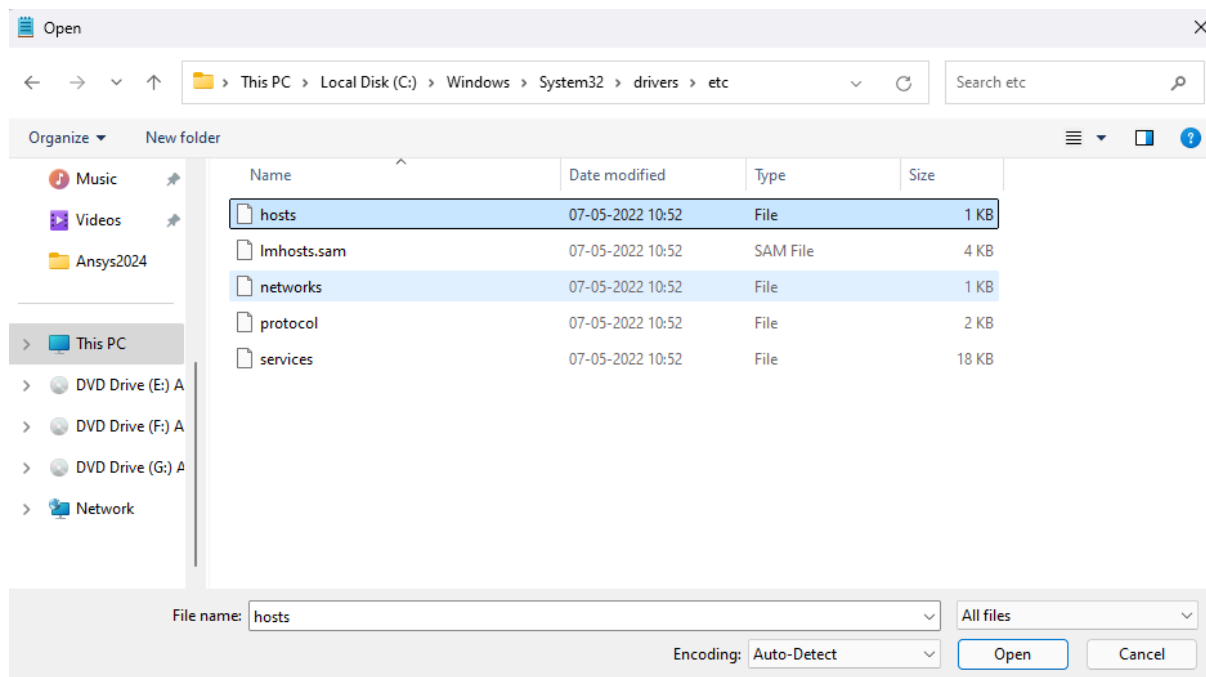 Open
This PC > Local Disk (C:) > Windows > System32 > drivers > etc
Search etc
Organize
New folder
Music
Videos
Ansys2024
This PC
DVD Drive (E:) A
DVD Drive (F:) A
DVD Drive (G:) A
Network
Name Date modified Type Size
hosts 07-05-2022 10:52 File 1 KB
lmhosts.sam 07-05-2022 10:52 SAM File 4 KB
networks 07-05-2022 10:52 File 1 KB
protocol 07-05-2022 10:52 File 2 KB
services 07-05-2022 10:52 File 18 KB
File name: hosts
All files
Encoding: Auto-Detect
Open
Cancel